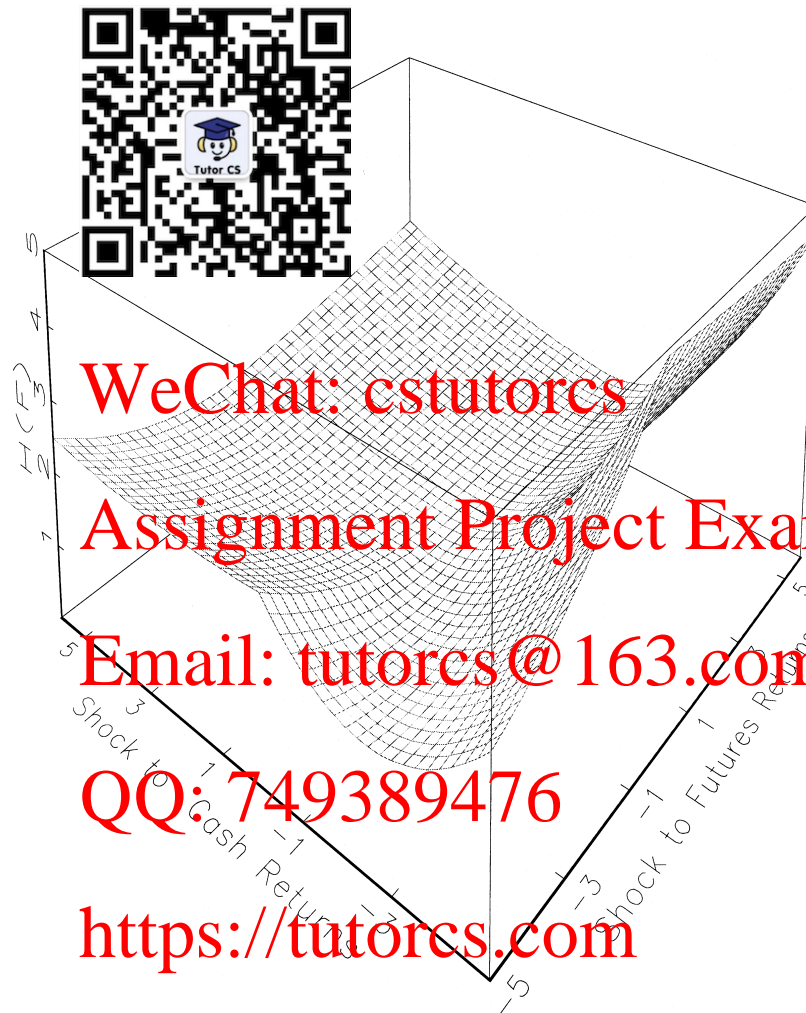 Tutor CS
5
4
3
2
1
H(F)
WeChat: cstutorcs
Assignment Project Exa
Email: tutorcs@163.com
QQ: 749389476
https://tutorcs.com
5
3
1
-1
-3
-5
Shock to Cash Returns
5
3
1
-1
-3
Shock to Futures Returns